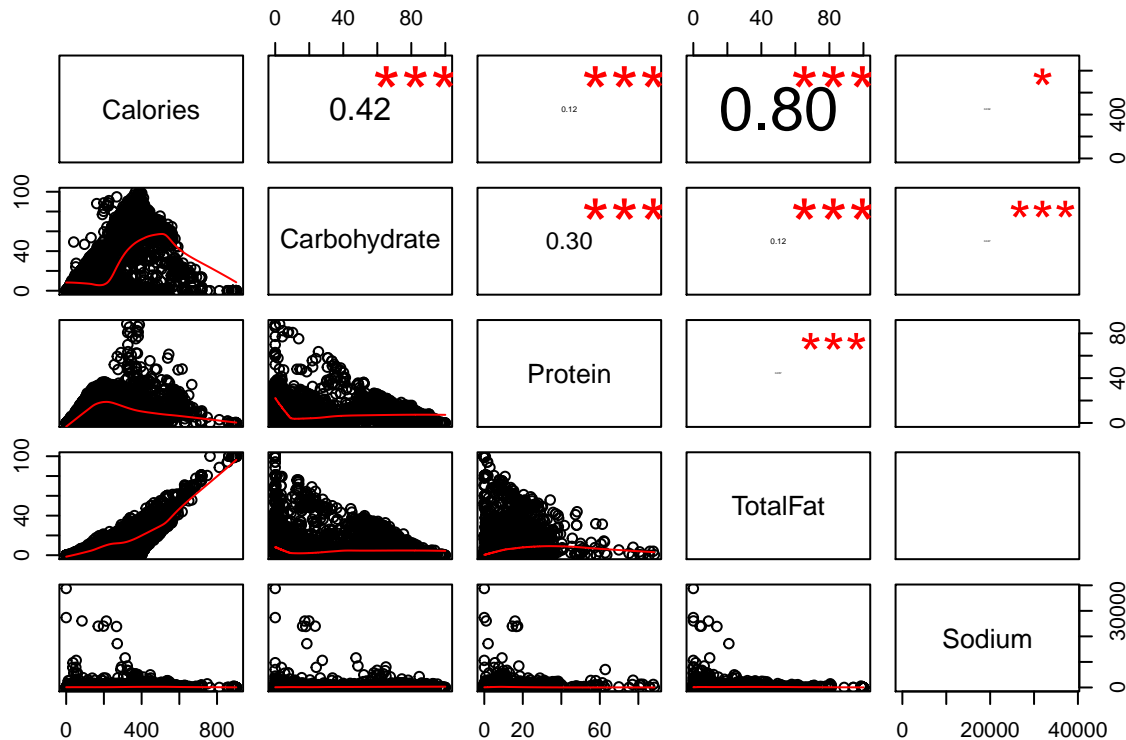 0 40 80 0 40 80
Calories 0.42 *** 0.12 *** 0.80 *** * 0 400
0 40 100 Carbohydrate 0.30 *** 0.12 *** ***
Protein *** 0 40 80
0 40 100 TotalFat
Sodium 0 30000
0 400 800 0 20 60 0 20000 40000